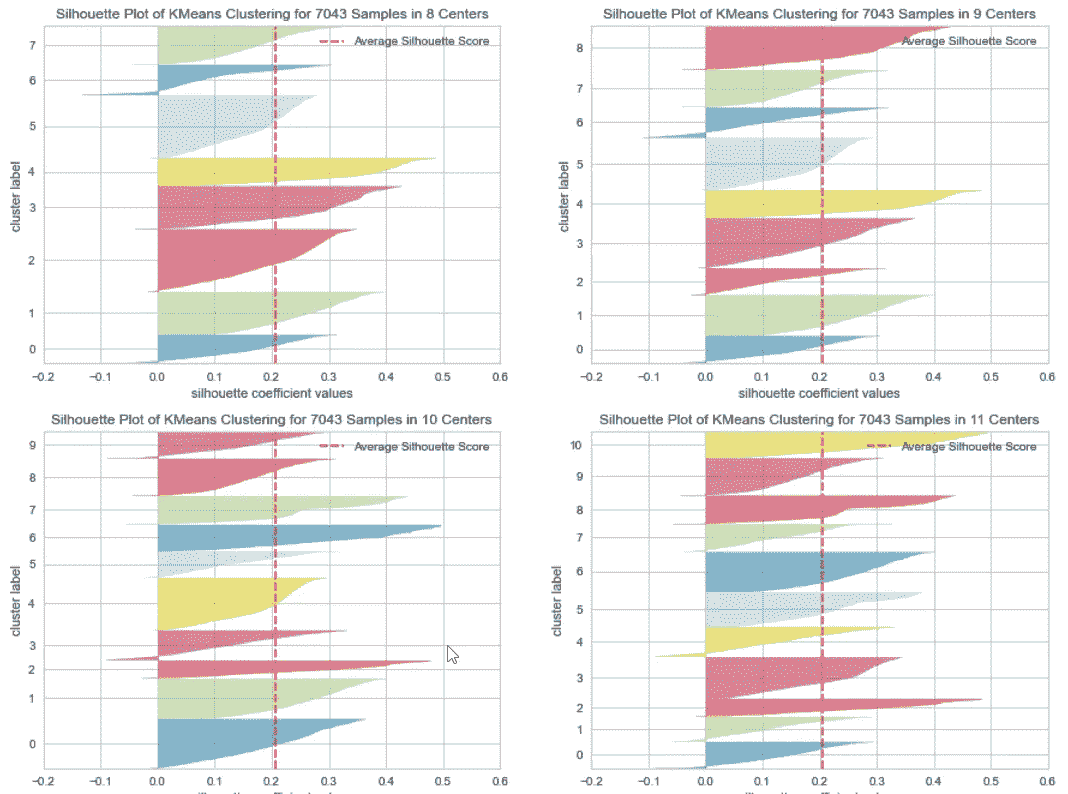 Silhouette Plot of KMeans Clustering for 7043 Samples in 8 Centers
Average Silhouette Score
7
6
5
4
3
2
1
0
cluster label
−0.2 −0.1 0.0 0.1 0.2 0.3 0.4 0.5 0.6
silhouette coefficient values
Silhouette Plot of KMeans Clustering for 7043 Samples in 9 Centers
Average Silhouette Score
8
7
6
5
4
3
2
1
0
cluster label
−0.2 −0.1 0.0 0.1 0.2 0.3 0.4 0.5 0.6
silhouette coefficient values
Silhouette Plot of KMeans Clustering for 7043 Samples in 10 Centers
Average Silhouette Score
9
8
7
6
5
4
3
2
1
0
cluster label
−0.2 −0.1 0.0 0.1 0.2 0.3 0.4 0.5 0.6
Silhouette Plot of KMeans Clustering for 7043 Samples in 11 Centers
Average Silhouette Score
10
9
8
7
6
5
4
3
2
1
0
cluster label
−0.2 −0.1 0.0 0.1 0.2 0.3 0.4 0.5 0.6